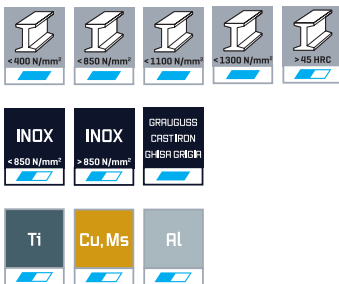 <400 N/mm² <850 N/mm² <1100 N/mm² <1300 N/mm² >45 HRC
INOX INOX GRAUGUSS
CAST IRON
<850 N/mm² >850 N/mm² GHISA GRIGIA
Ti Cu, Ms Al